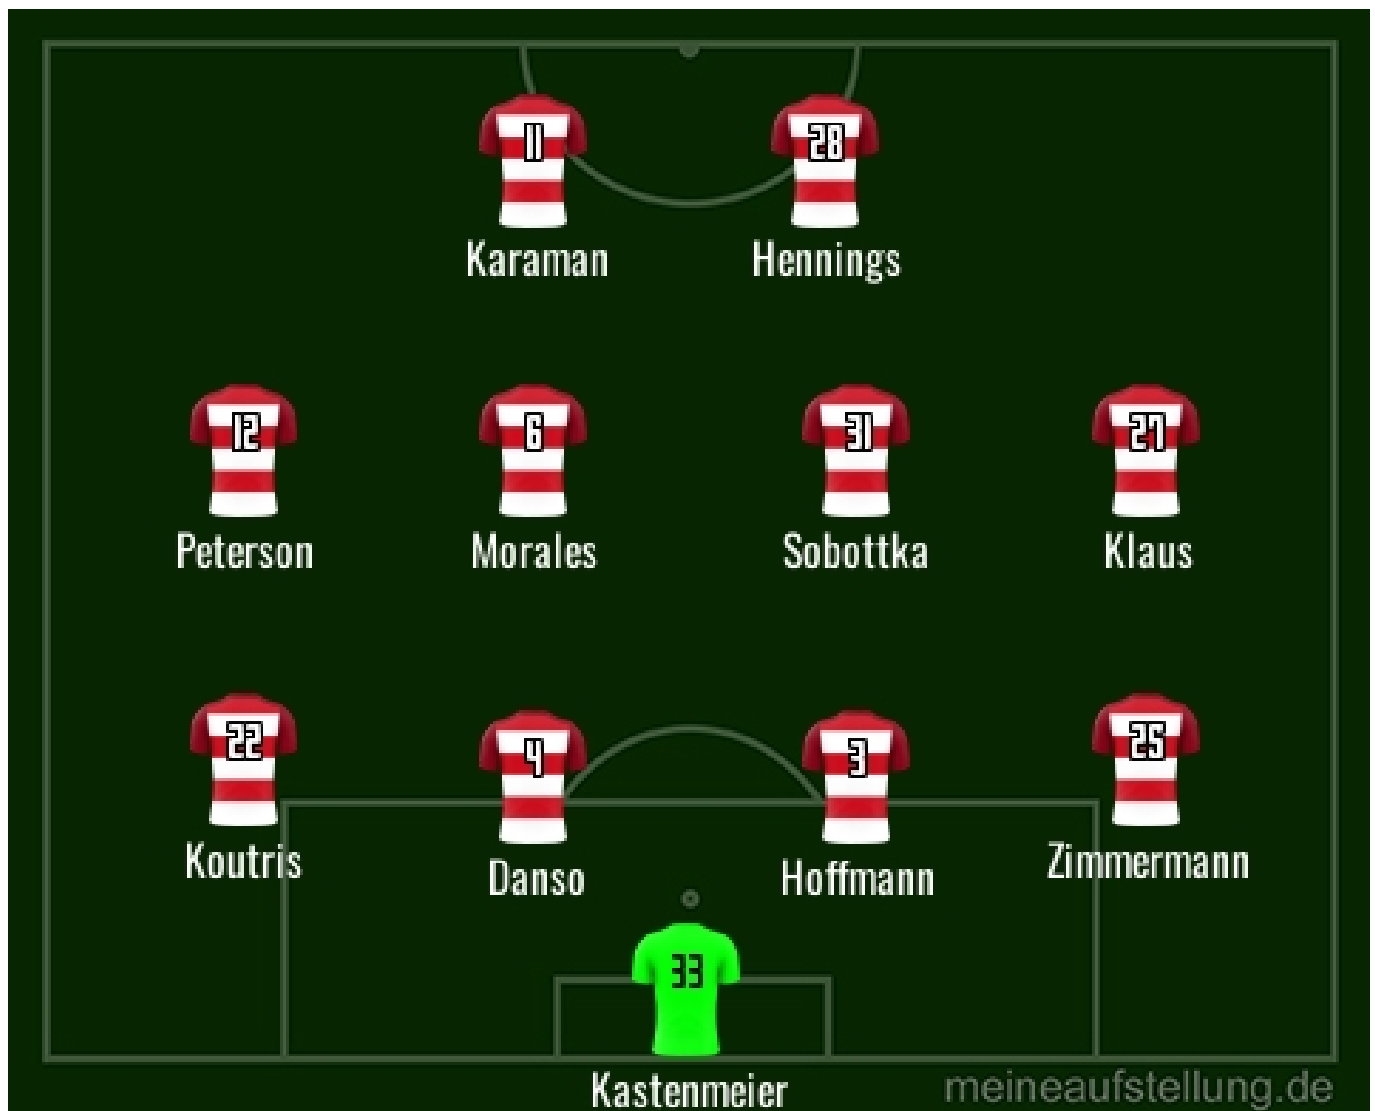 11 28
Karaman Hennings
12 6 31 27
Peterson Morales Sobottka Klaus
22 4 3 25
Koutris Danso Hoffmann Zimmermann
33
Kastenmeier
meineaufstellung.de